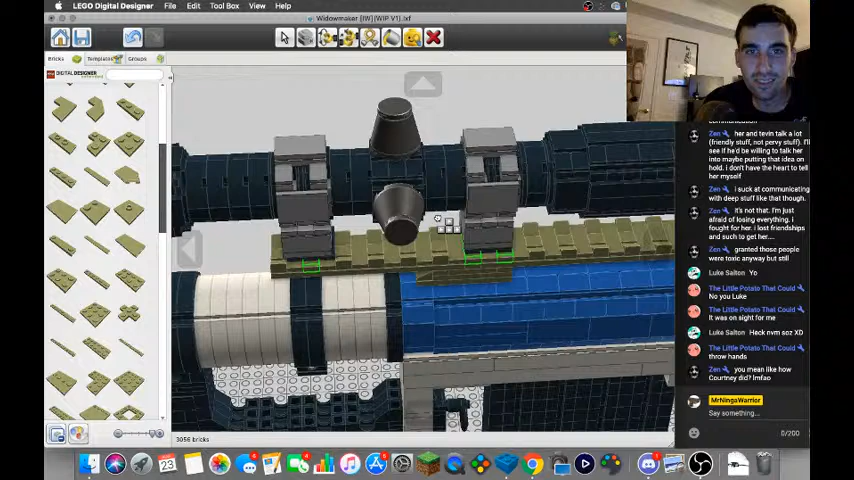 LEGO Digital Designer File Edit Tool Box View Help
Widowmaker [IW] (WIP V1).lxf
Bricks Templates Groups
communication
Zen her and tevin talk a lot
(friendly stuff, not pervy stuff). I'll
see if he'd be willing to talk her
into maybe putting that idea on
hold. i don't have the heart to tell
her myself
Zen i suck at communicating
with deep stuff like that though.
Zen it's not that. I'm just
afraid of losing everything. i
fought for her. i lost friendships
and such to get her...
Zen granted those people
were toxic anyway but still
Luke Salton Yo
The Little Potato That Could
No you Luke
The Little Potato That Could
It was on sight for me
Luke Salton Heck nvm soz XD
The Little Potato That Could
throw hands
Zen you mean like how
Courtney did? lmfao
MrNingaWarrior
Say something...
0/200
3056 bricks